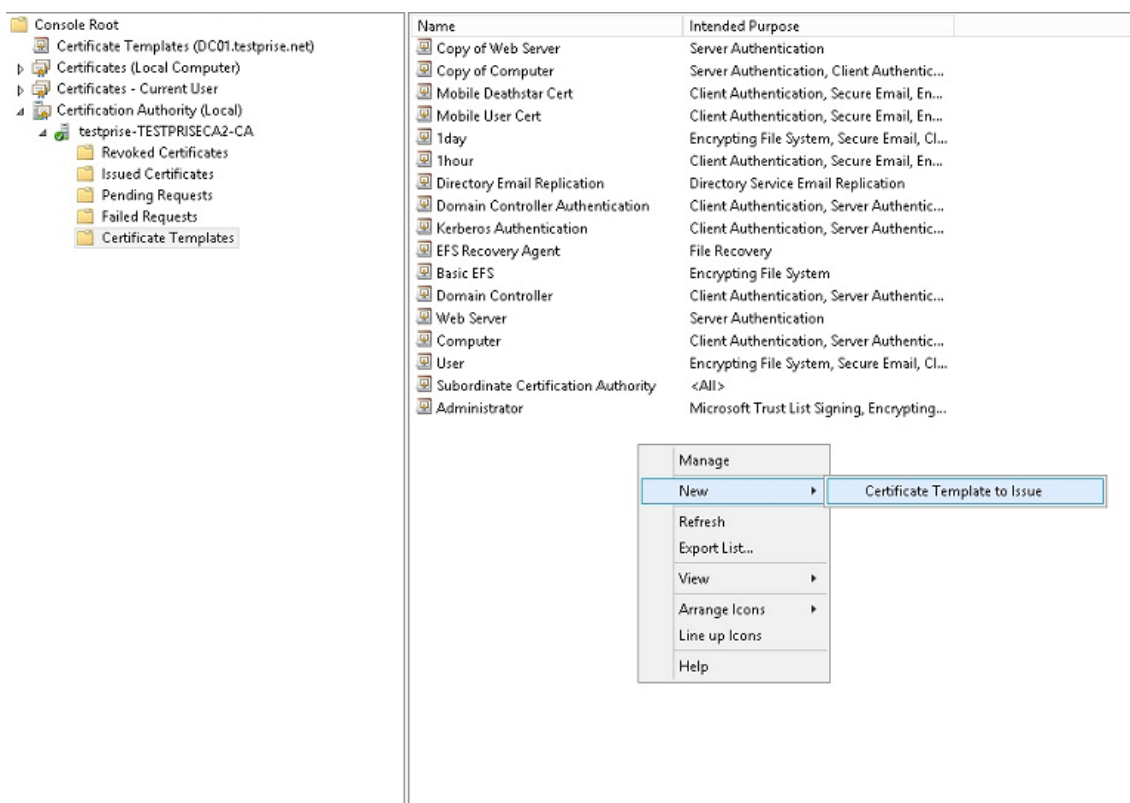 Console Root
Certificate Templates (DC01.testprise.net)
Certificates (Local Computer)
Certificates - Current User
Certification Authority (Local)
testprise-TESTPRISECA2-CA
Revoked Certificates
Issued Certificates
Pending Requests
Failed Requests
Certificate Templates
Name Intended Purpose
Copy of Web Server Server Authentication
Copy of Computer Server Authentication, Client Authentic...
Mobile Deathstar Cert Client Authentication, Secure Email, En...
Mobile User Cert Client Authentication, Secure Email, En...
1day Encrypting File System, Secure Email, Cl...
1hour Client Authentication, Secure Email, En...
Directory Email Replication Directory Service Email Replication
Domain Controller Authentication Client Authentication, Server Authentic...
Kerberos Authentication Client Authentication, Server Authentic...
EFS Recovery Agent File Recovery
Basic EFS Encrypting File System
Domain Controller Client Authentication, Server Authentic...
Web Server Server Authentication
Computer Client Authentication, Server Authentic...
User Encrypting File System, Secure Email, Cl...
Subordinate Certification Authority <All>
Administrator Microsoft Trust List Signing, Encrypting...
Manage
New Certificate Template to Issue
Refresh
Export List...
View
Arrange Icons
Line up Icons
Help